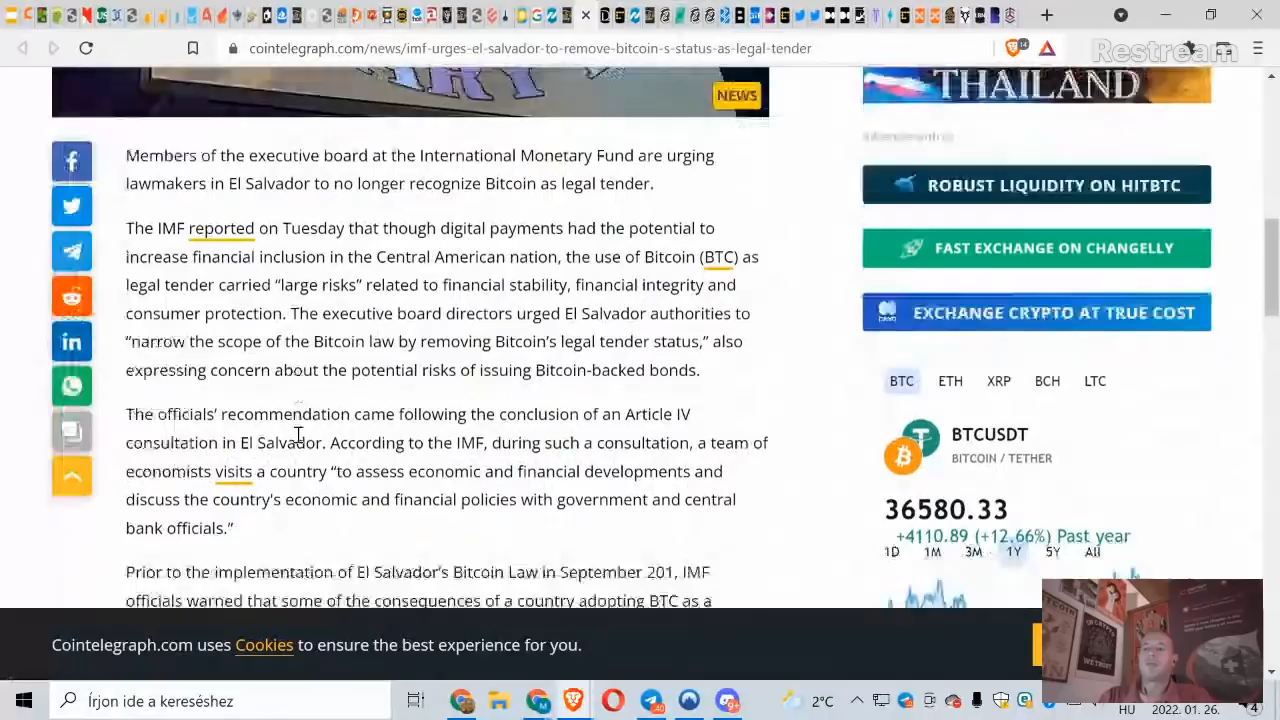 cointelegraph.com/news/imf-urges-el-salvador-to-remove-bitcoin-s-status-as-legal-tender
14
Restream
THAILAND
NEWS
Members of the executive board at the International Monetary Fund are urging
lawmakers in El Salvador to no longer recognize Bitcoin as legal tender.
The IMF reported on Tuesday that though digital payments had the potential to
increase financial inclusion in the Central American nation, the use of Bitcoin (BTC) as
legal tender carried “large risks” related to financial stability, financial integrity and
consumer protection. The executive board directors urged El Salvador authorities to
“narrow the scope of the Bitcoin law by removing Bitcoin’s legal tender status,” also
expressing concern about the potential risks of issuing Bitcoin-backed bonds.
The officials’ recommendation came following the conclusion of an Article IV
consultation in El Salvador. According to the IMF, during such a consultation, a team of
economists visits a country “to assess economic and financial developments and
discuss the country's economic and financial policies with government and central
bank officials.”
Prior to the implementation of El Salvador’s Bitcoin Law in September 201, IMF
officials warned that some of the consequences of a country adopting BTC as a
ROBUST LIQUIDITY ON HITBTC
FAST EXCHANGE ON CHANGELLY
EXCHANGE CRYPTO AT TRUE COST
BTC ETH XRP BCH LTC
BTCUSDT
BITCOIN / TETHER
36580.33
+4110.89 (+12.66%) Past year
1D 1M 3M 1Y 5Y All
Cointelegraph.com uses Cookies to ensure the best experience for you.
IN CRYPTO
WE TRUST
Írjon ide a kereséshez
40
9+
2°C
HU
2022. 01. 26.